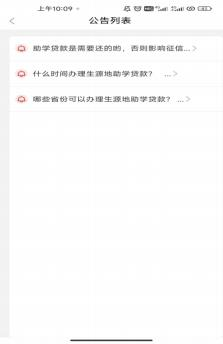 上午10:09
公告列表
助学贷款是需要还的的，否则影响征信...
什么时间办理生源地助学贷款？ ...
哪些省份可以办理生源地助学贷款？ ...